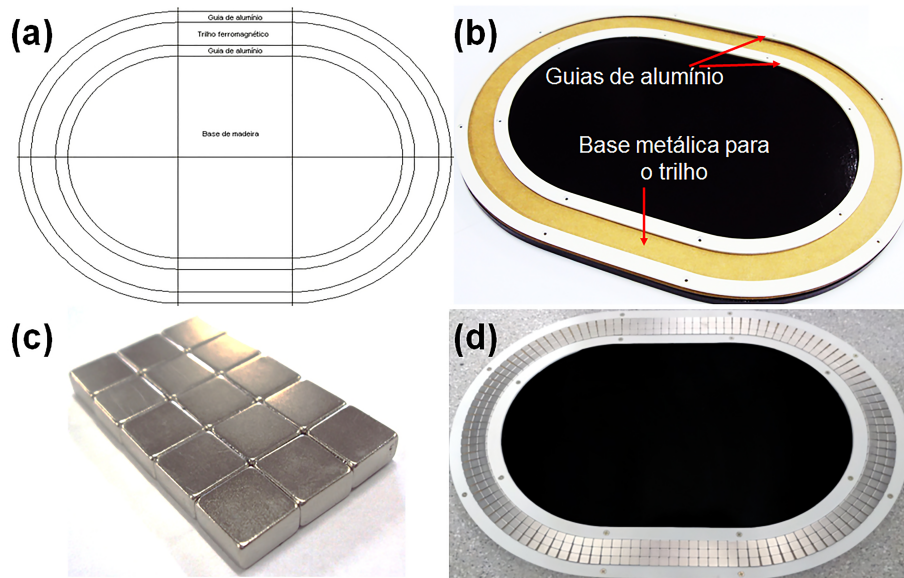 (a)
Guia de alumínio
Trilho ferromagnético
Guia de alumínio
Base de madeira
(b)
Guias de alumínio
Base metálica para
o trilho
(c)
(d)